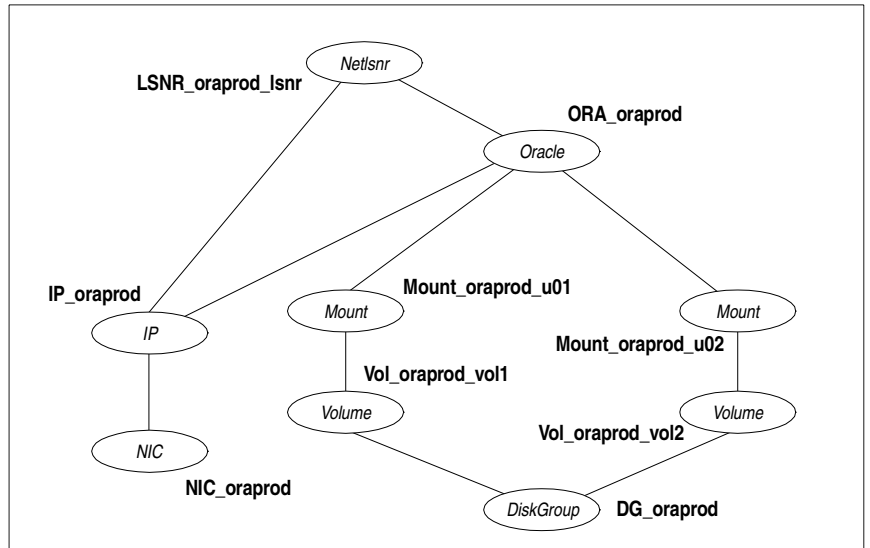 Netlsnr
LSNR_oraprod_lsnr
ORA_oraprod
Oracle
IP_oraprod
Mount_oraprod_u01
IP
Mount
Mount
Mount_oraprod_u02
Vol_oraprod_vol1
Volume
Volume
Vol_oraprod_vol2
NIC
NIC_oraprod
DiskGroup
DG_oraprod